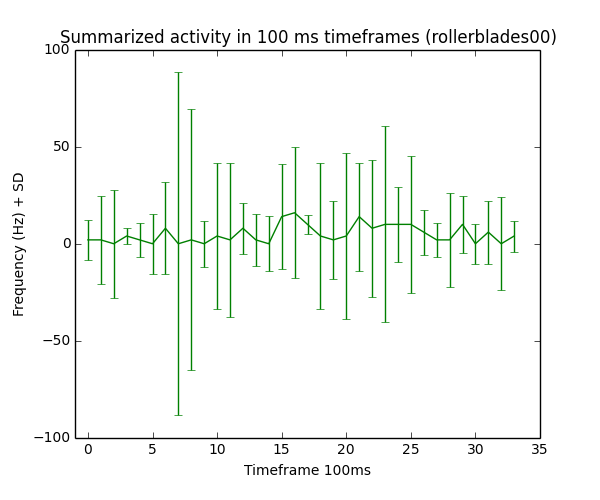 Summarized activity in 100 ms timeframes (rollerblades00)
100
50
0
−50
−100
Frequency (Hz) + SD
0 5 10 15 20 25 30 35
Timeframe 100ms